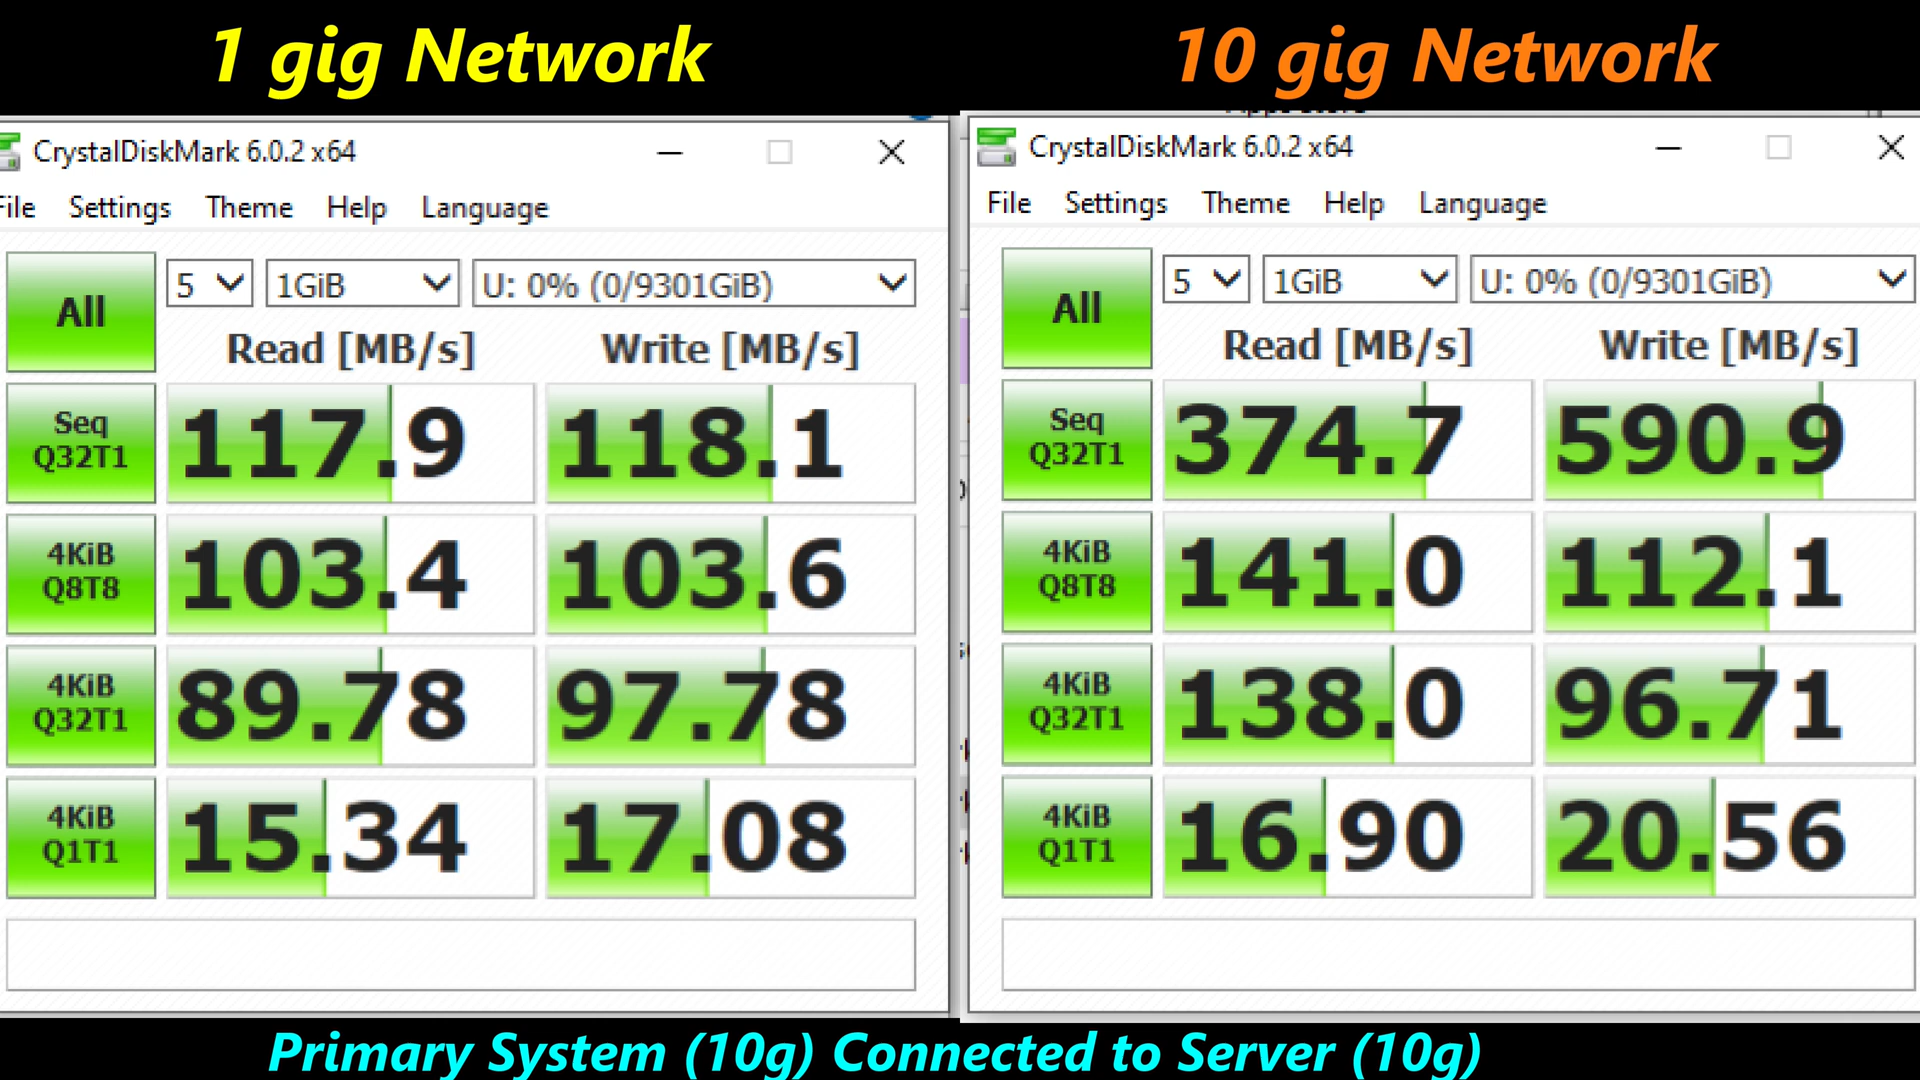 1 gig Network
10 gig Network
CrystalDiskMark 6.0.2 x64
File Settings Theme Help Language
All
5 1GiB U: 0% (0/9301GiB)
Read [MB/s] Write [MB/s]
Seq
Q32T1
117.9 118.1
4KiB
Q8T8
103.4 103.6
4KiB
Q32T1
89.78 97.78
4KiB
Q1T1
15.34 17.08
CrystalDiskMark 6.0.2 x64
File Settings Theme Help Language
All
5 1GiB U: 0% (0/9301GiB)
Read [MB/s] Write [MB/s]
Seq
Q32T1
374.7 590.9
4KiB
Q8T8
141.0 112.1
4KiB
Q32T1
138.0 96.71
4KiB
Q1T1
16.90 20.56
Primary System (10g) Connected to Server (10g)